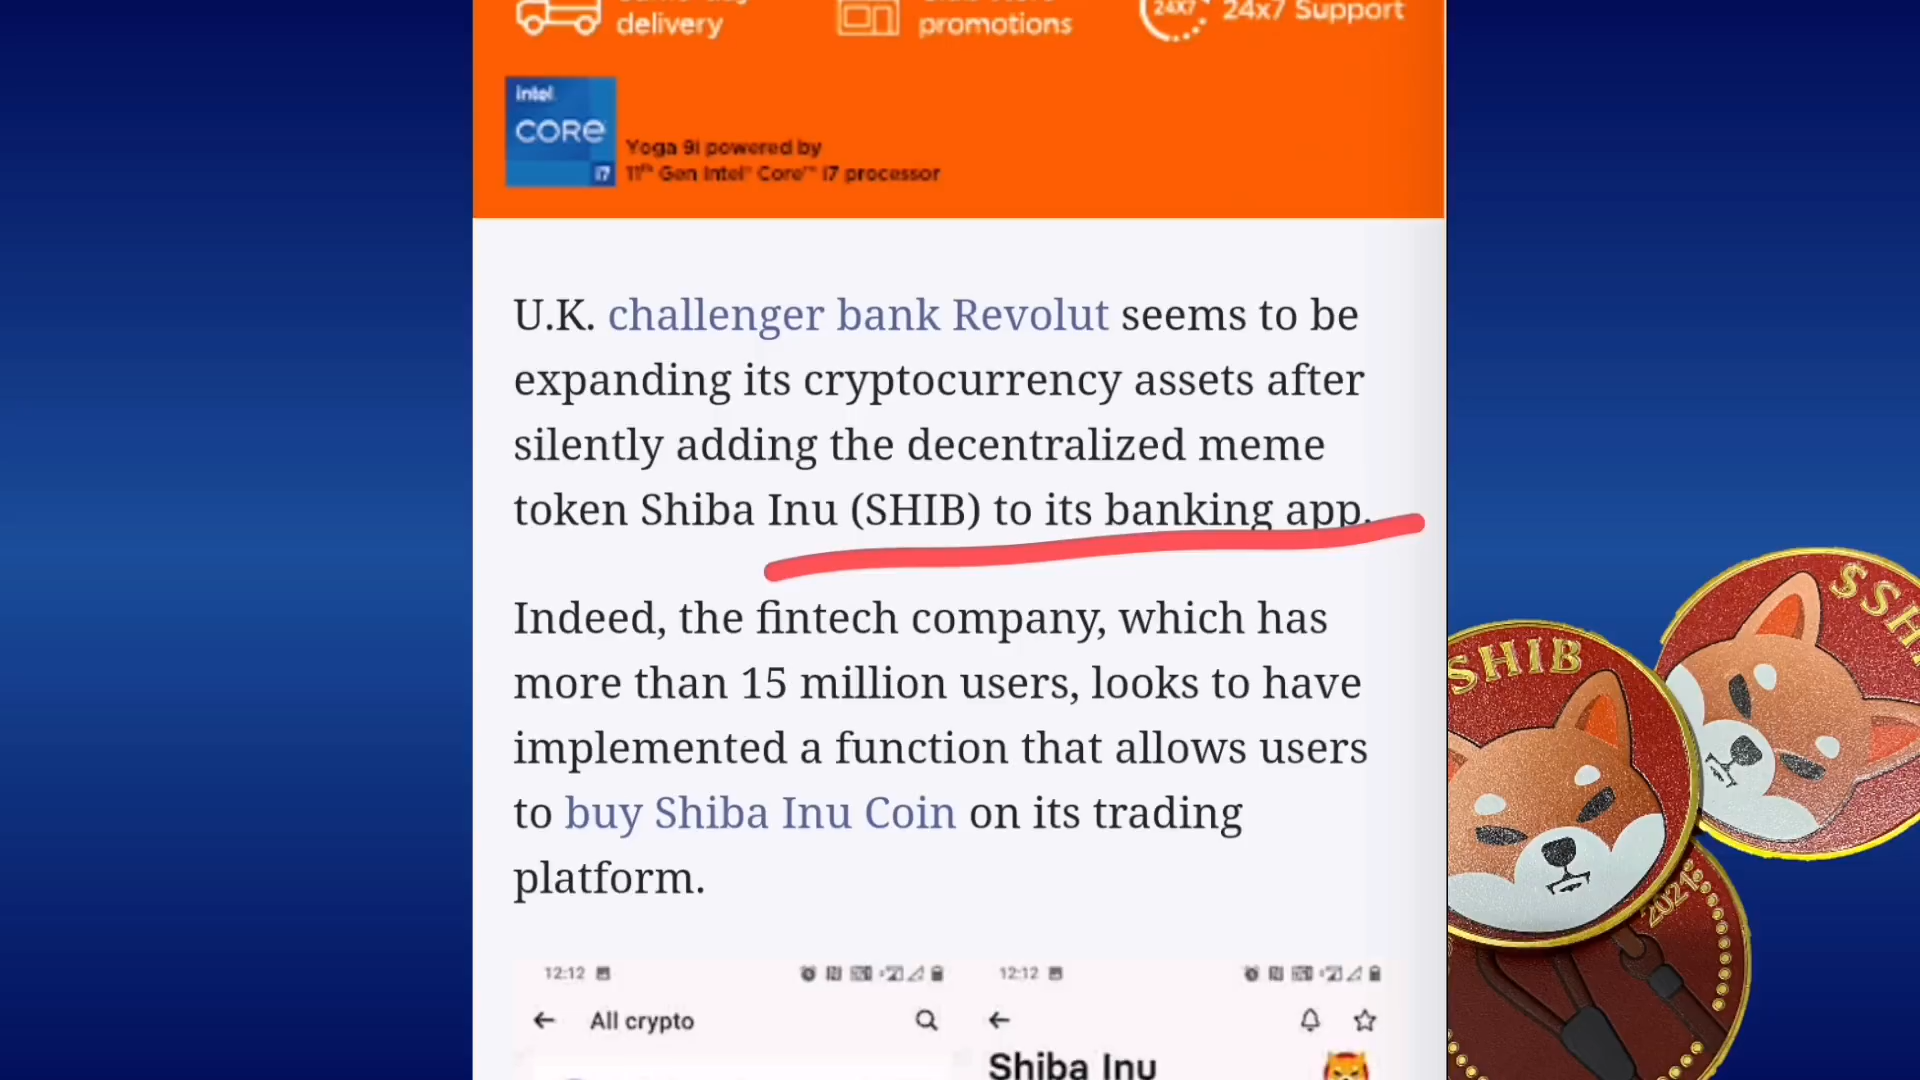 delivery
promotions
24X7
24x7 Support
intel
CORE
i7
Yoga 9i powered by
11th Gen Intel® Core™ i7 processor
U.K. challenger bank Revolut seems to be
expanding its cryptocurrency assets after
silently adding the decentralized meme
token Shiba Inu (SHIB) to its banking app.
Indeed, the fintech company, which has
more than 15 million users, looks to have
implemented a function that allows users
to buy Shiba Inu Coin on its trading
platform.
12:12
All crypto
12:12
Shiba Inu
SHIB
$SH
2021